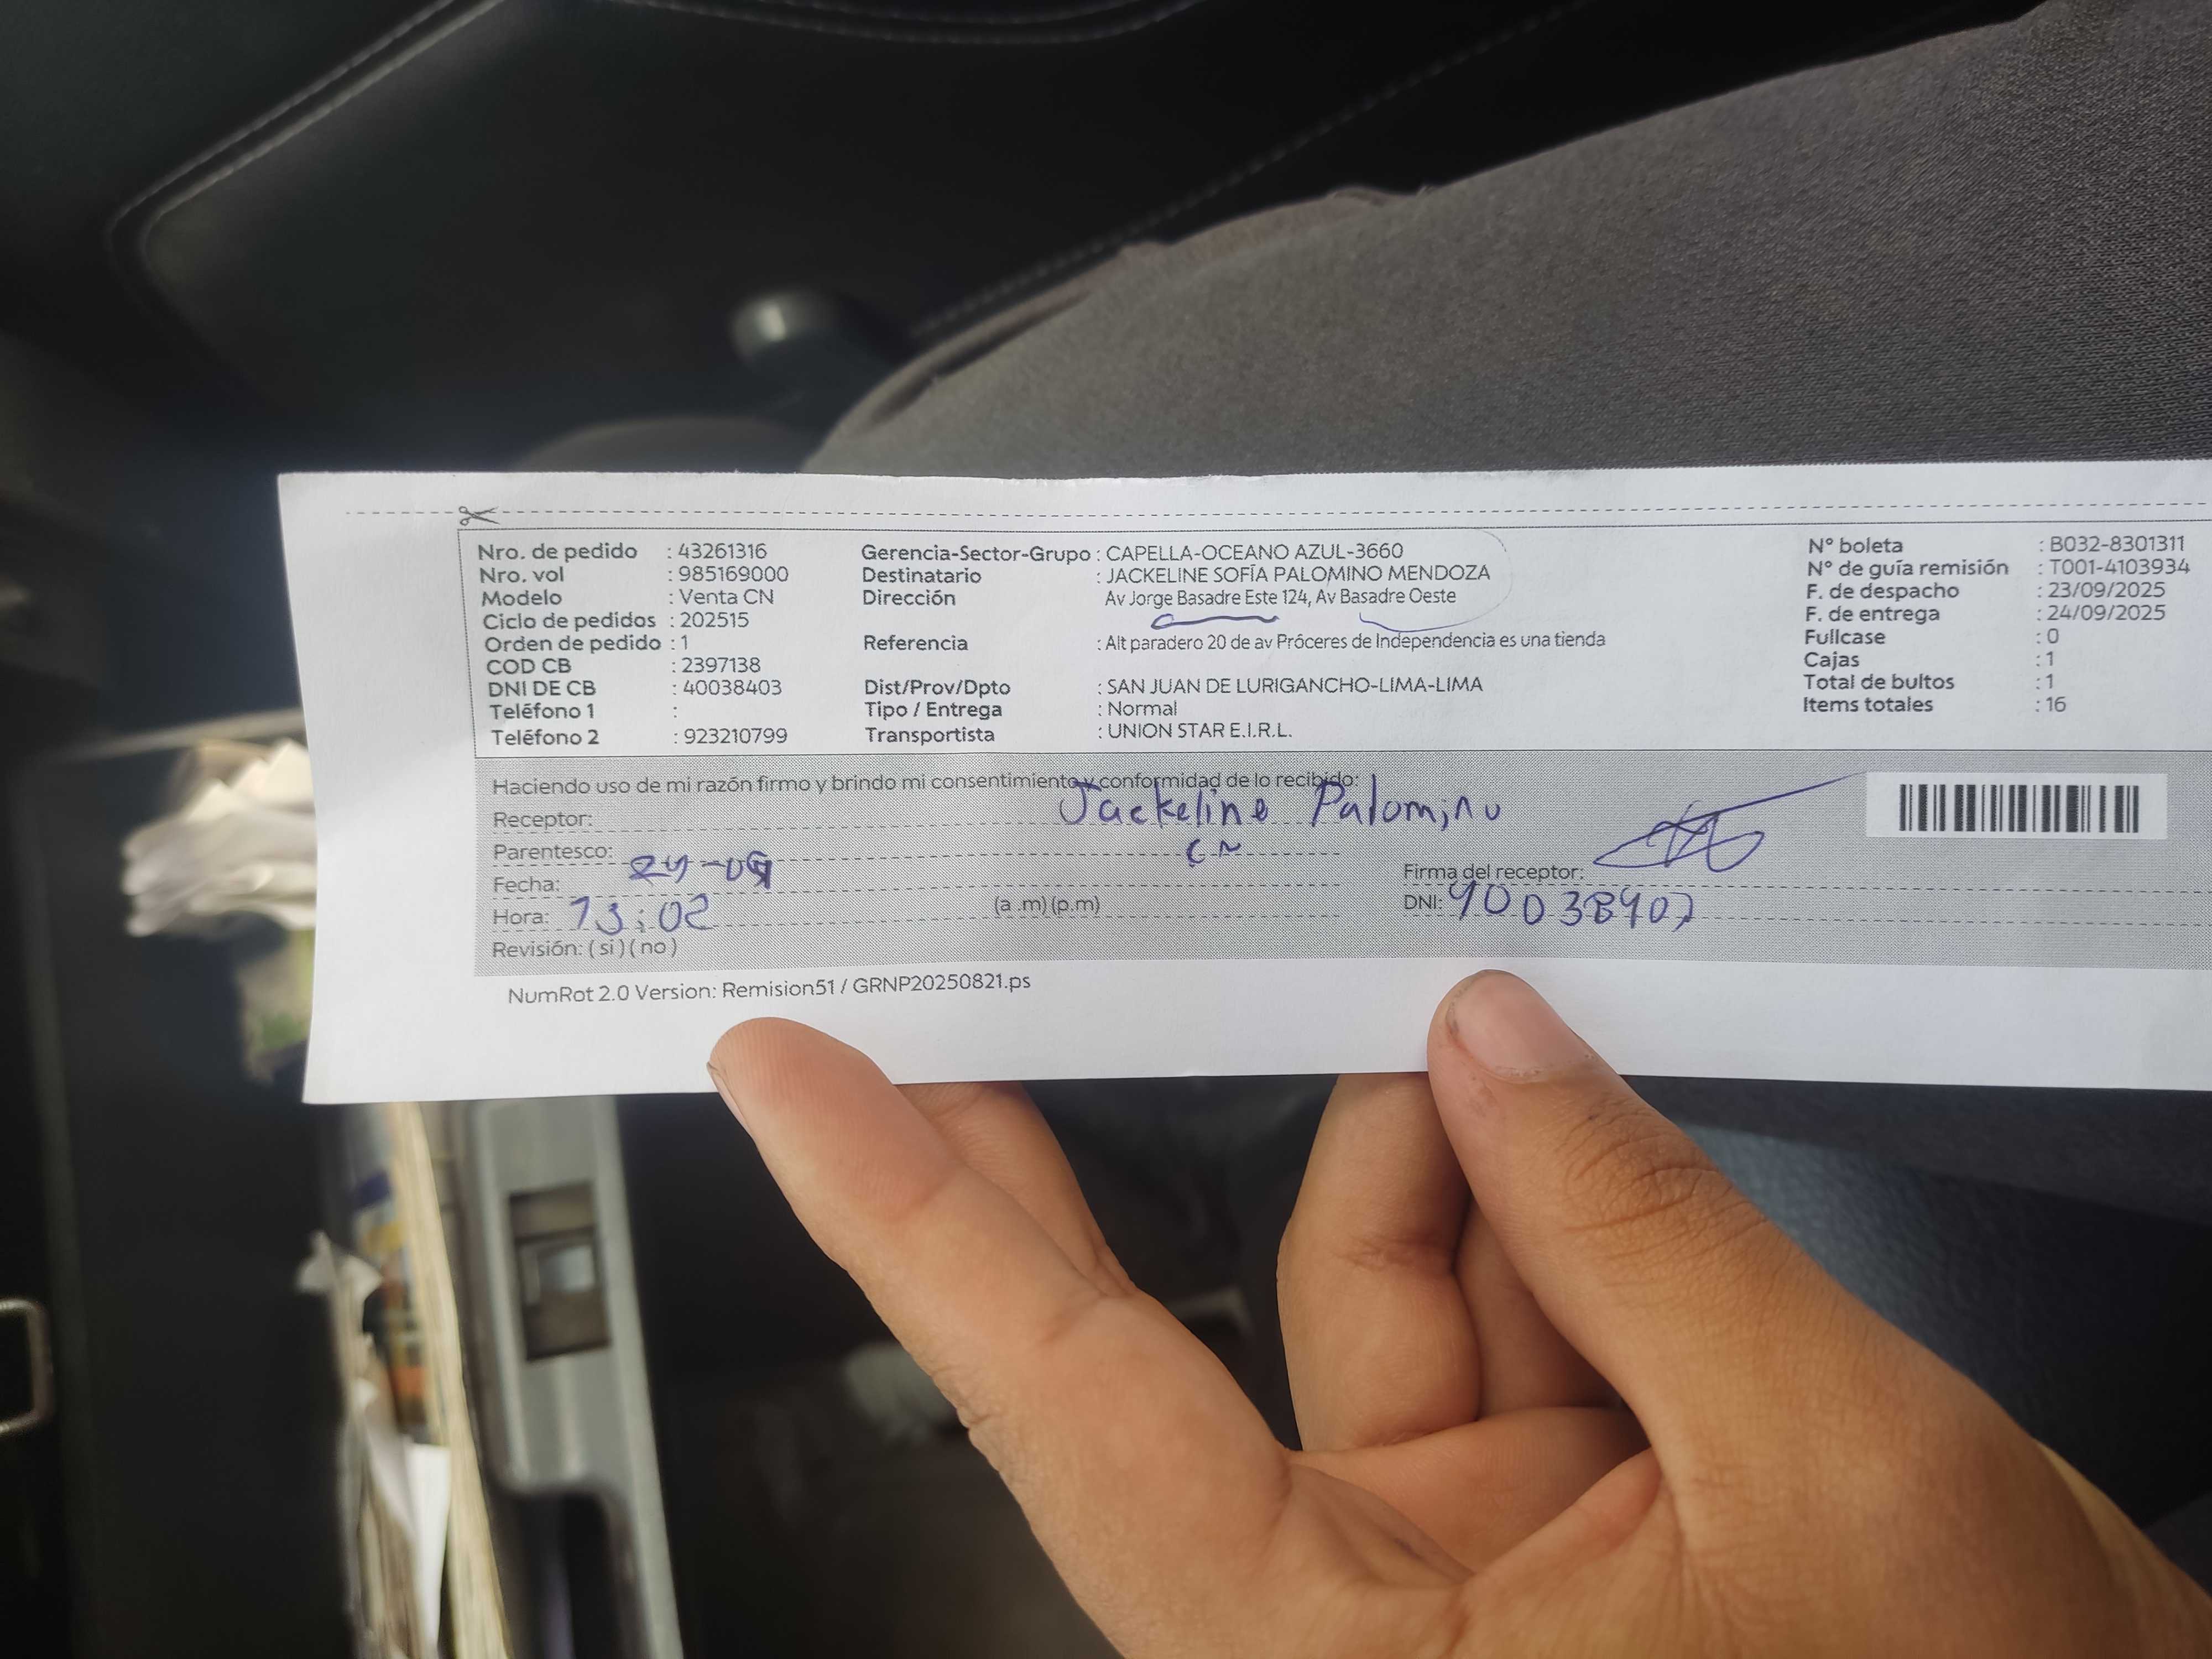 Nro. de pedido : 43261316
Nro. vol : 985169000
Modelo : Venta CN
Ciclo de pedidos : 202515
Orden de pedido : 1
COD CB : 2397138
DNI DE CB : 40038403
Teléfono 1 :
Teléfono 2 : 923210799
Gerencia-Sector-Grupo : CAPELLA-OCEANO AZUL-3660
Destinatario : JACKELINE SOFÍA PALOMINO MENDOZA
Dirección Av Jorge Basadre Este 124, Av Basadre Oeste
Referencia : Alt paradero 20 de av Próceres de Independencia es una tienda
Dist/Prov/Dpto : SAN JUAN DE LURIGANCHO-LIMA-LIMA
Tipo / Entrega : Normal
Transportista : UNION STAR E.I.R.L.
N° boleta : B032-8301311
N° de guía remisión : T001-4103934
F. de despacho : 23/09/2025
F. de entrega : 24/09/2025
Fullcase : 0
Cajas : 1
Total de bultos : 1
Items totales : 16
Haciendo uso de mi razón firmo y brindo mi consentimiento y conformidad de lo recibido:
Receptor: Jackeline Palomino
Parentesco: CN
Fecha: 24-09
Hora: 13:02 (a .m) (p.m)
Revisión: ( si ) ( no )
Firma del receptor:
DNI:
NumRot 2.0 Version: Remision51 / GRNP20250821.ps